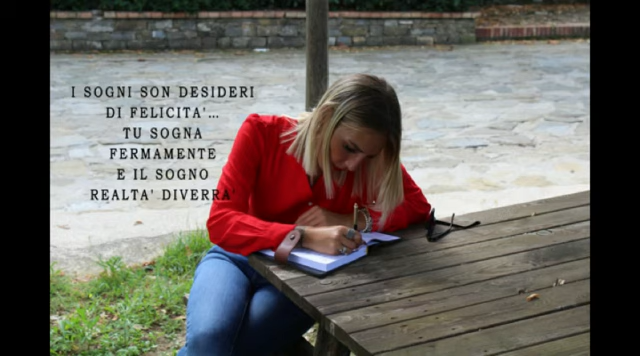 I SOGNI SON DESIDERI
DI FELICITA'...
TU SOGNA
FERMAMENTE
E IL SOGNO
REALTA' DIVERRA'